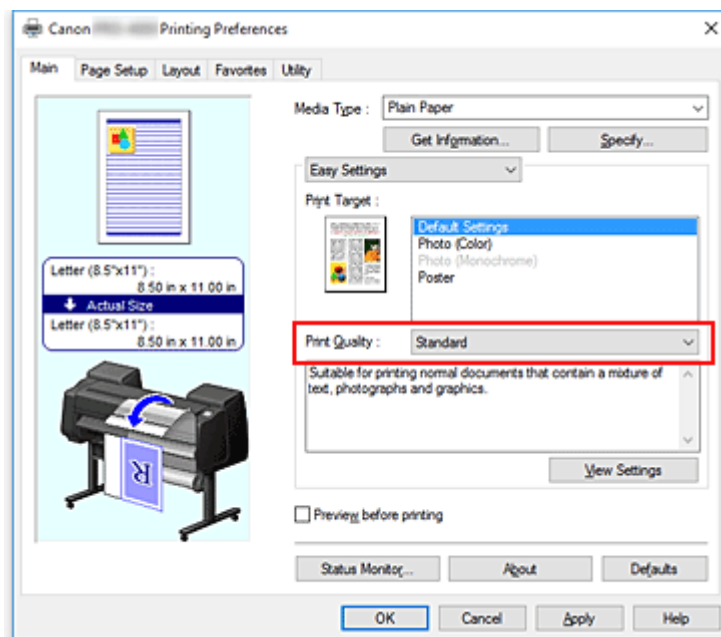 Canon Printing Preferences
Main Page Setup Layout Favorites Utility
Media Type : Plain Paper
Get Information... Specify...
Easy Settings
Print Target :
Default Settings
Photo (Color)
Photo (Monochrome)
Poster
Letter (8.5"x11") :
8.50 in x 11.00 in
Actual Size
Letter (8.5"x11") :
8.50 in x 11.00 in
Print Quality : Standard
Suitable for printing normal documents that contain a mixture of
text, photographs and graphics.
R
View Settings
Preview before printing
Status Monitor... About Defaults
OK Cancel Apply Help